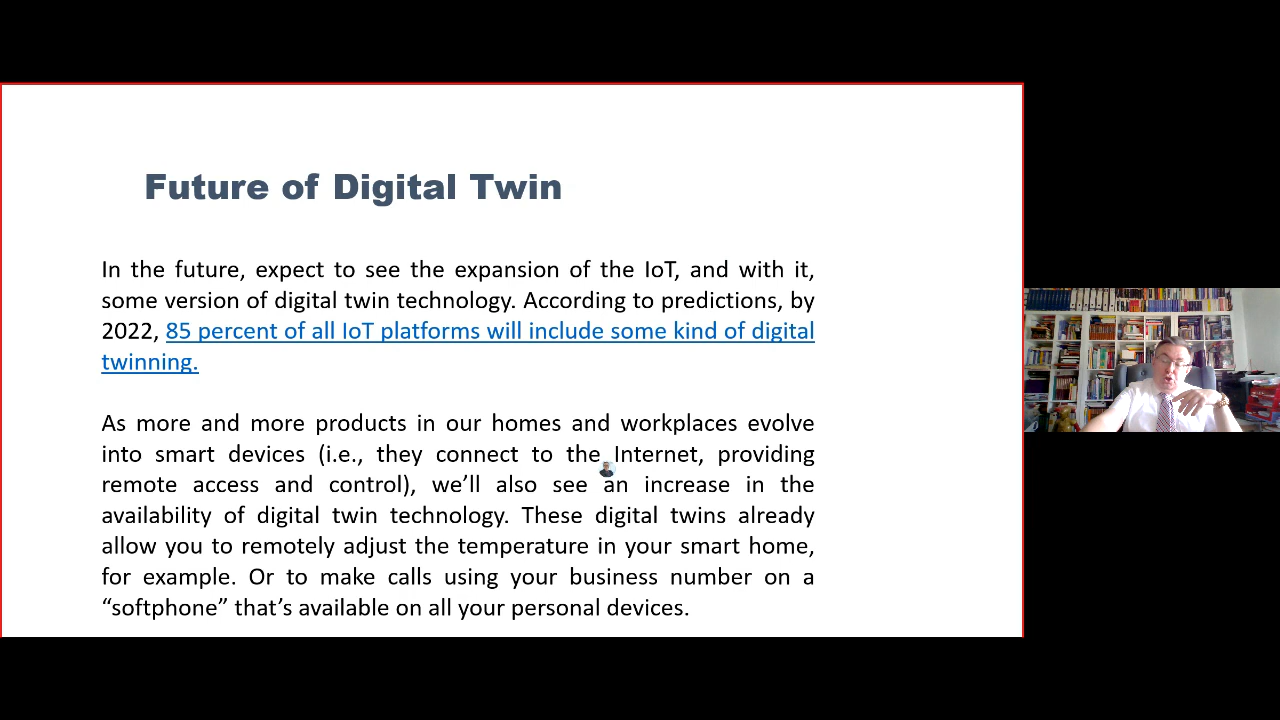 Future of Digital Twin
In the future, expect to see the expansion of the IoT, and with it,
some version of digital twin technology. According to predictions, by
2022, 85 percent of all IoT platforms will include some kind of digital
twinning.
As more and more products in our homes and workplaces evolve
into smart devices (i.e., they connect to the Internet, providing
remote access and control), we’ll also see an increase in the
availability of digital twin technology. These digital twins already
allow you to remotely adjust the temperature in your smart home,
for example. Or to make calls using your business number on a
“softphone” that’s available on all your personal devices.